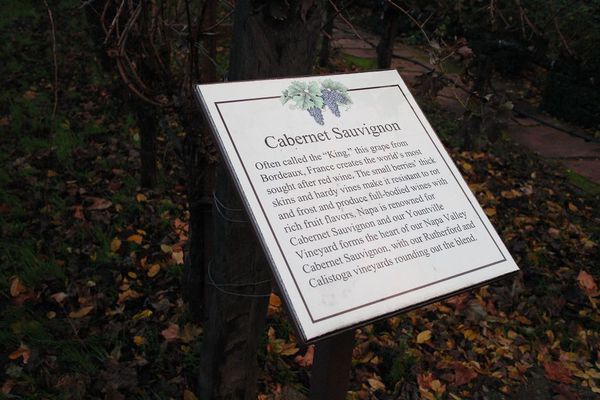 Cabernet Sauvignon
Often called the "King," this grape from
Bordeaux, France creates the world's most
sought after red wine. The small berries' thick
skins and hardy vines make it resistant to rot
and frost and produce full-bodied wines with
rich fruit flavors. Napa is renowned for
Cabernet Sauvignon and our Yountville
Vineyard forms the heart of our Napa Valley
Cabernet Sauvignon, with our Rutherford and
Calistoga vineyards rounding out the blend.